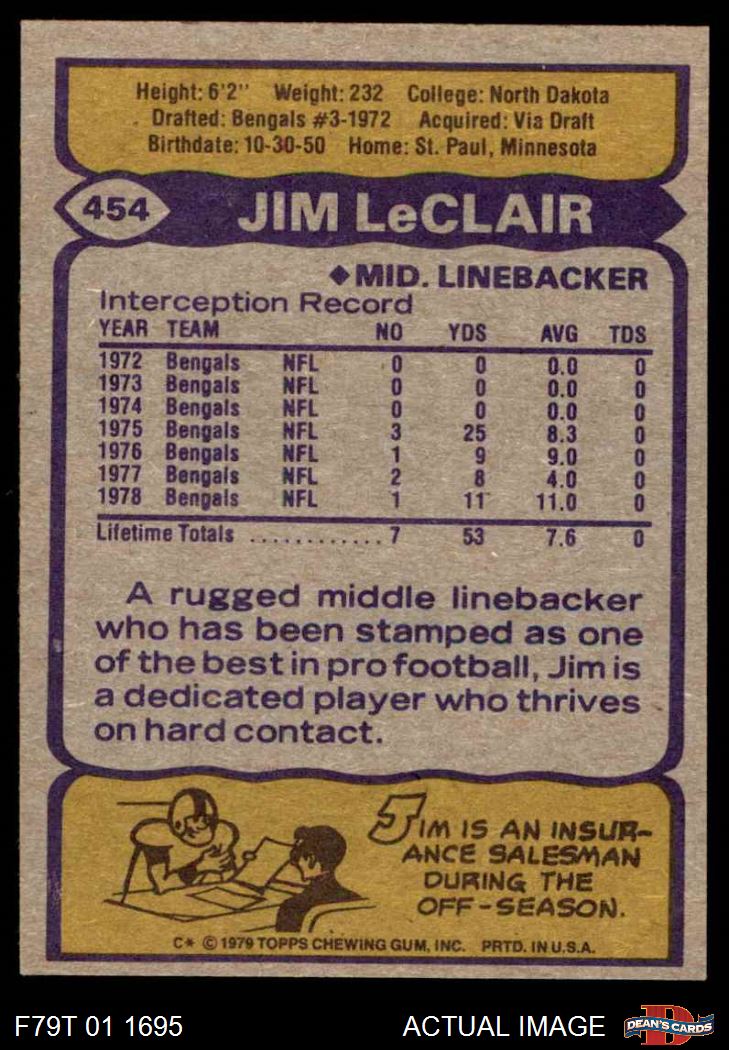 Height: 6'2" Weight: 232 College: North Dakota
Drafted: Bengals #3-1972 Acquired: Via Draft
Birthdate: 10-30-50 Home: St. Paul, Minnesota
454 JIM LeCLAIR
◆MID. LINEBACKER
Interception Record
YEAR TEAM NO YDS AVG TDS
1972 Bengals NFL 0 0 0.0 0
1973 Bengals NFL 0 0 0.0 0
1974 Bengals NFL 0 0 0.0 0
1975 Bengals NFL 3 25 8.3 0
1976 Bengals NFL 1 9 9.0 0
1977 Bengals NFL 2 8 4.0 0
1978 Bengals NFL 1 11 11.0 0
Lifetime Totals ............ 7 53 7.6 0
A rugged middle linebacker
who has been stamped as one
of the best in pro football, Jim is
a dedicated player who thrives
on hard contact.
JIM IS AN INSUR-
ANCE SALESMAN
DURING THE
OFF-SEASON.
C* © 1979 TOPPS CHEWING GUM, INC. PRTD. IN U.S.A.
F79T 01 1695 ACTUAL IMAGE D DEAN'S CARDS